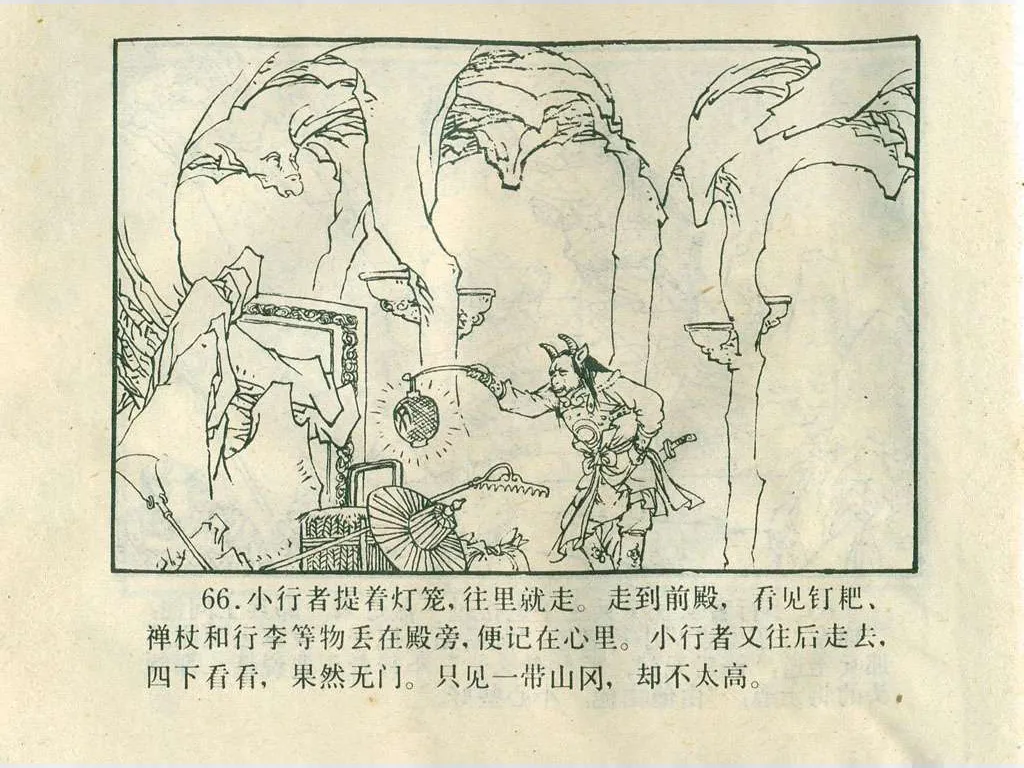 66.小行者提着灯笼,往里就走。走到前殿,看见钉耙、
禅杖和行李等物丢在殿旁,便记在心里。小行者又往后走去,
四下看看,果然无门。只见一带山冈,却不太高。